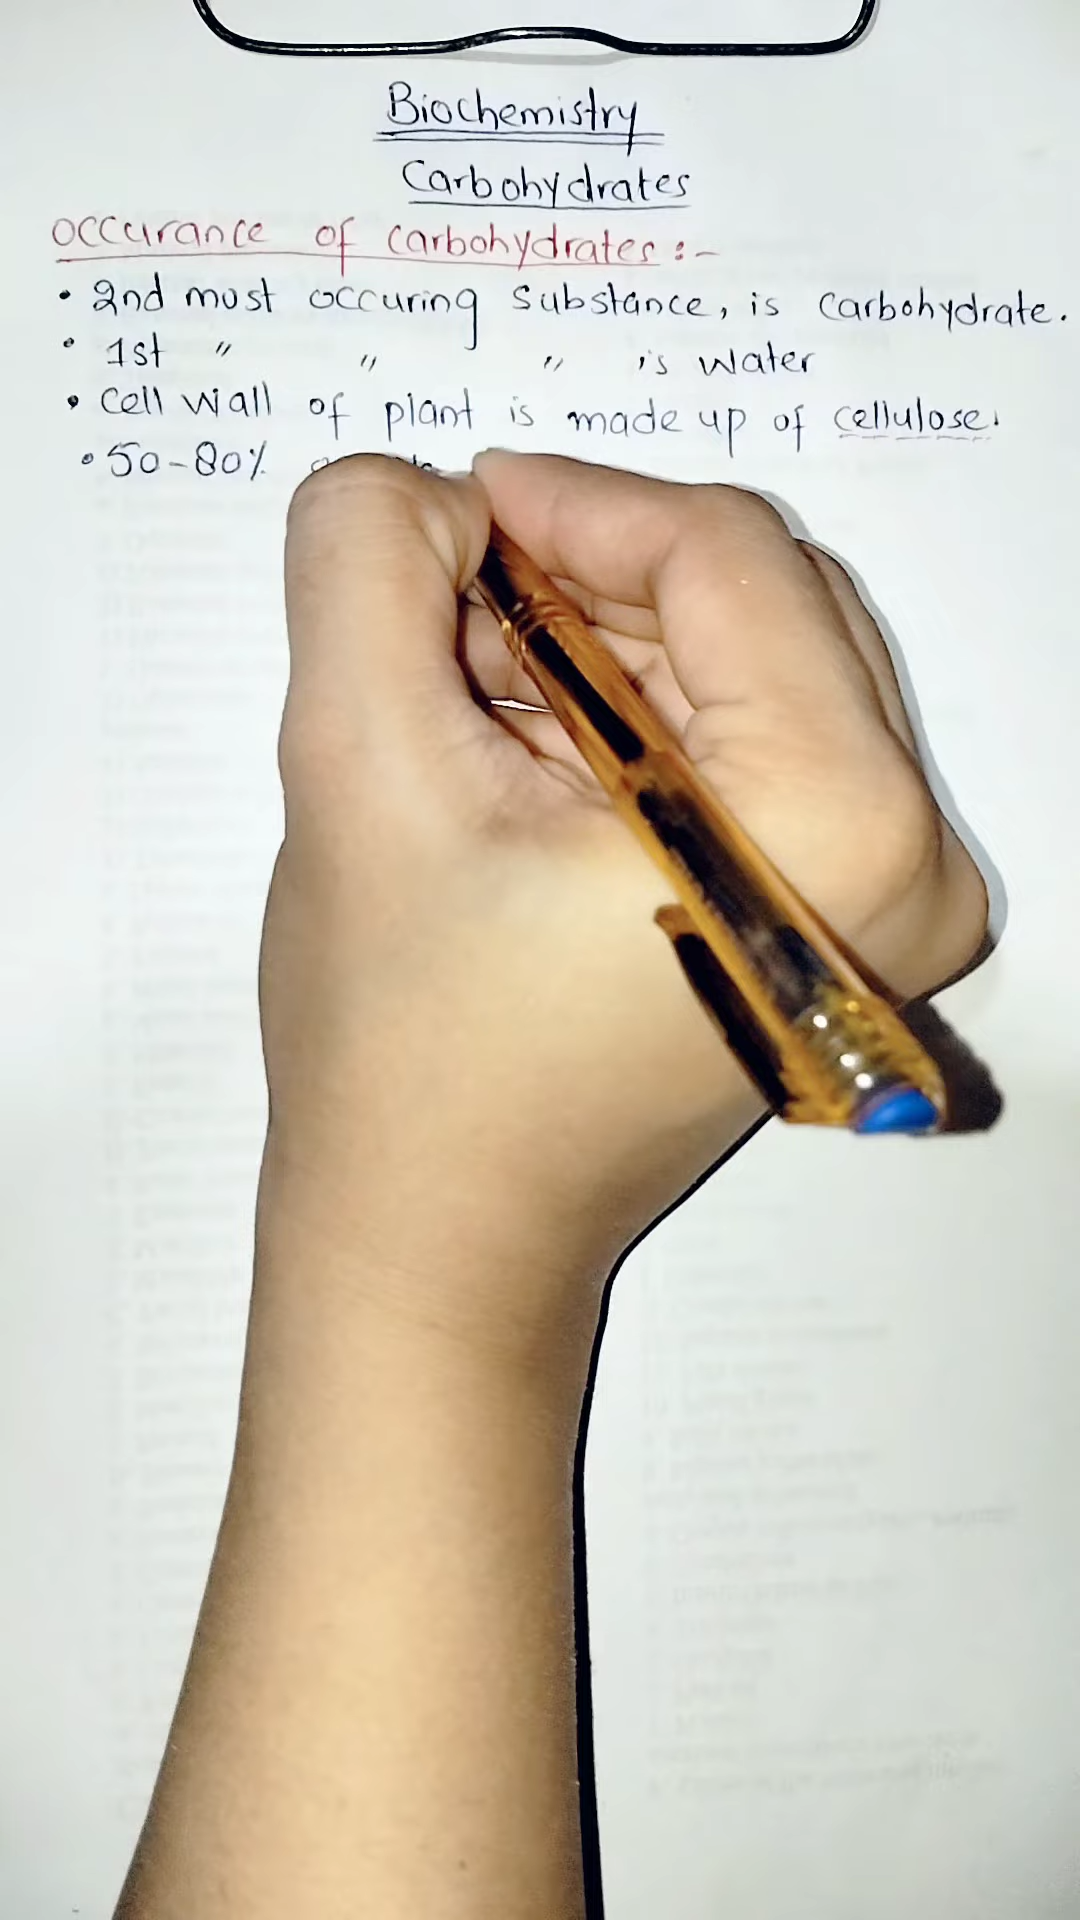 Biochemistry
Carbohydrates
occurance of carbohydrates :-
• 2nd most occuring substance, is carbohydrate.
• 1st " " " is water
• cell wall of plant is made up of cellulose.
• 50-80%